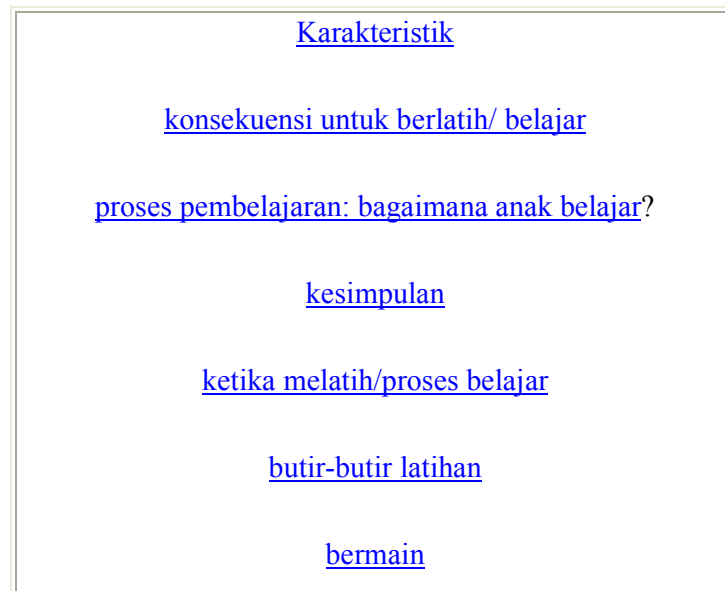 Karakteristik
konsekuensi untuk berlatih/ belajar
proses pembelajaran: bagaimana anak belajar?
kesimpulan
ketika melatih/proses belajar
butir-butir latihan
bermain